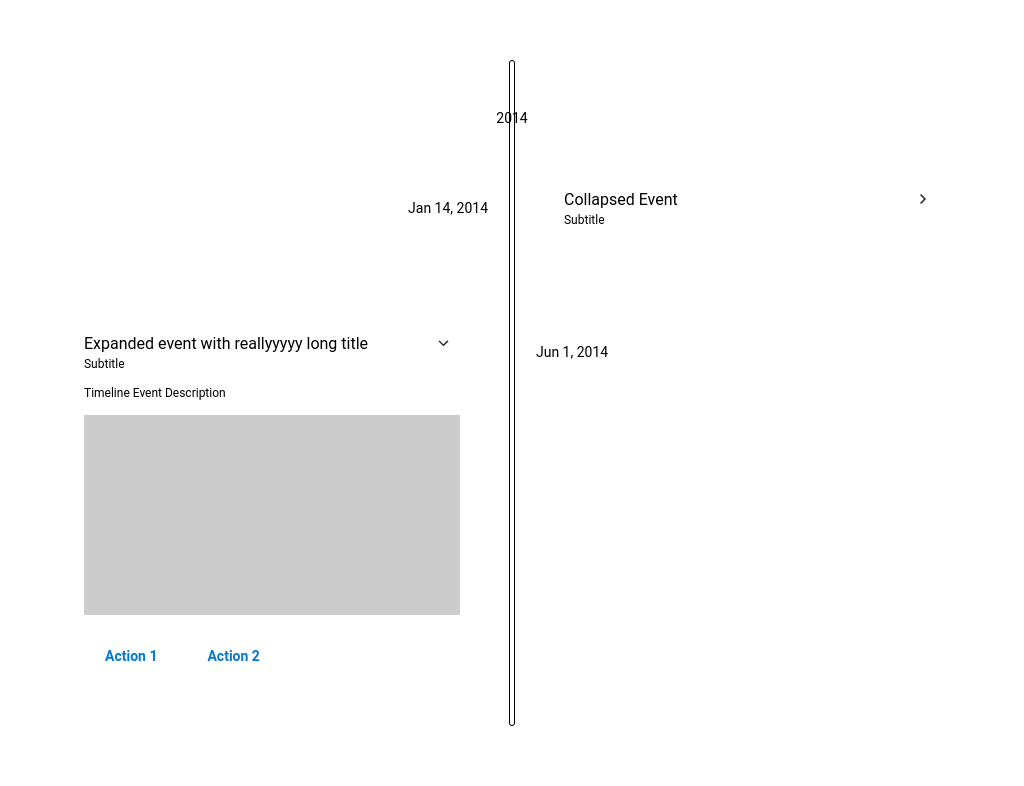 2014
Jan 14, 2014
Collapsed Event
Subtitle
Expanded event with reallyyyyy long title
Subtitle
Jun 1, 2014
Timeline Event Description
Action 1
Action 2